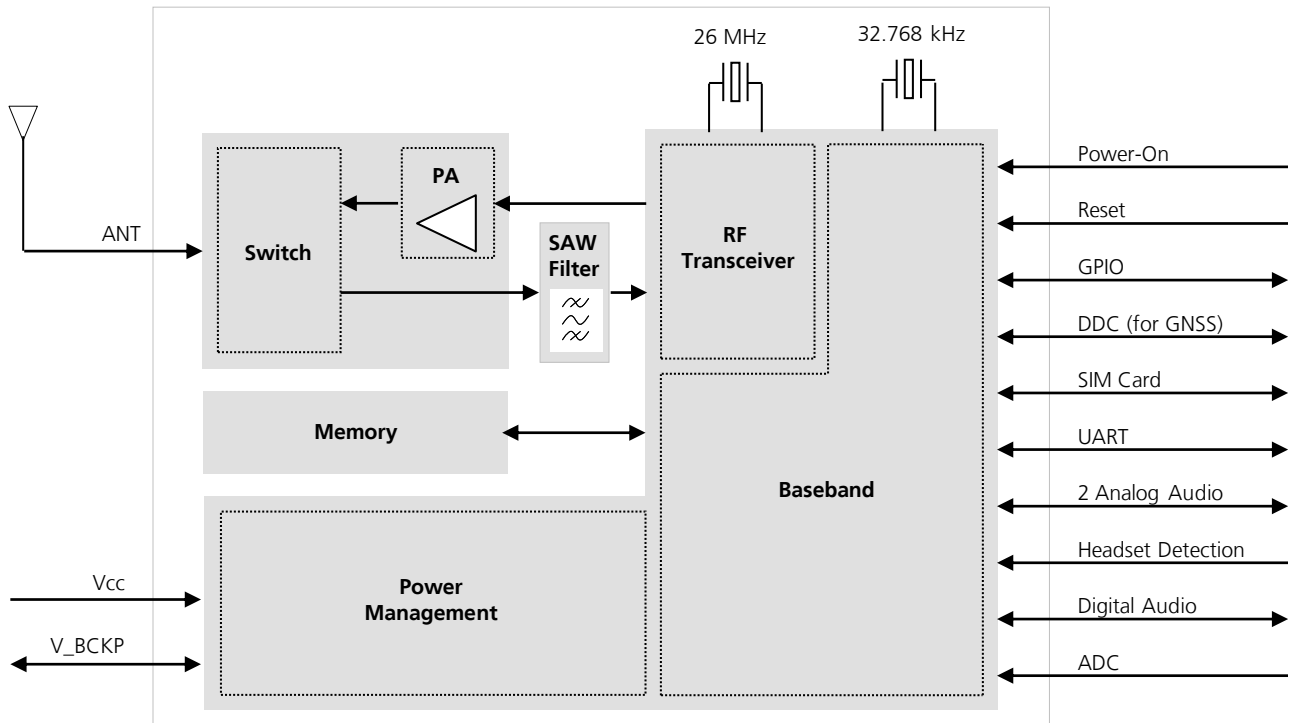 26 MHz
32.768 kHz
ANT
Switch
PA
SAW
Filter
RF
Transceiver
Memory
Baseband
Power
Management
Vcc
V_BCKP
Power-On
Reset
GPIO
DDC (for GNSS)
SIM Card
UART
2 Analog Audio
Headset Detection
Digital Audio
ADC